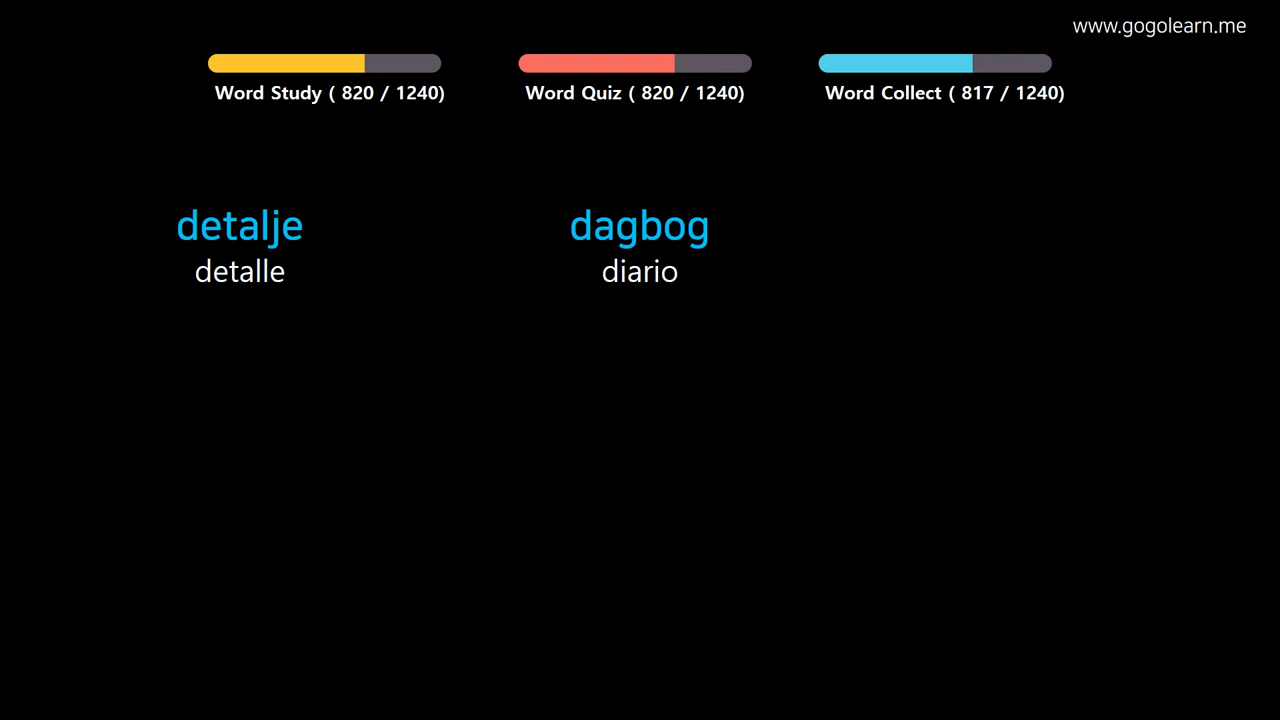 www.gogolearn.me
Word Study ( 820 / 1240)
Word Quiz ( 820 / 1240)
Word Collect ( 817 / 1240)
detalje
detalle
dagbog
diario